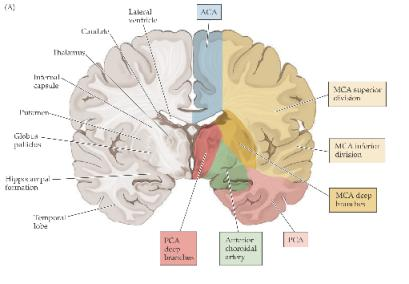 (A)
Lateral
ventricle
ACA
Caudate
Thalamus
Internal
capsule
Putamen
Globus
pallidus
Hippocampal
formation
Temporal
lobe
MCA superior
division
MCA inferior
division
MCA deep
branches
PCA
deep
branches
Anterior
choroidal
artery
PCA